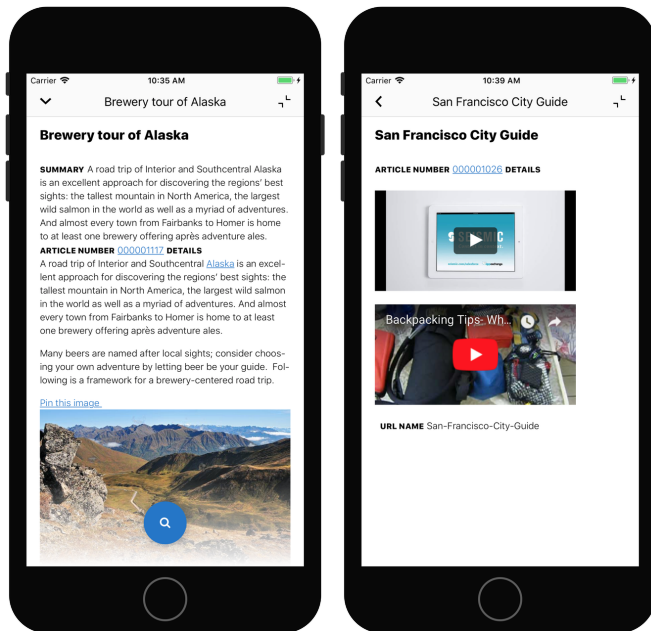 Carrier 10:35 AM
Brewery tour of Alaska
Brewery tour of Alaska
SUMMARY A road trip of Interior and Southcentral Alaska
is an excellent approach for discovering the regions' best
sights: the tallest mountain in North America, the largest
wild salmon in the world as well as a myriad of adventures.
And almost every town from Fairbanks to Homer is home
to at least one brewery offering après adventure ales.
ARTICLE NUMBER 000001117 DETAILS
A road trip of Interior and Southcentral Alaska is an excel-
lent approach for discovering the regions' best sights: the
tallest mountain in North America, the largest wild salmon
in the world as well as a myriad of adventures. And almost
every town from Fairbanks to Homer is home to at least
one brewery offering après adventure ales.
Many beers are named after local sights; consider choos-
ing your own adventure by letting beer be your guide. Fol-
lowing is a framework for a brewery-centered road trip.
Pin this image
Carrier 10:39 AM
San Francisco City Guide
San Francisco City Guide
ARTICLE NUMBER 000001026 DETAILS
Backpacking Tips- Wh...
URL NAME San-Francisco-City-Guide